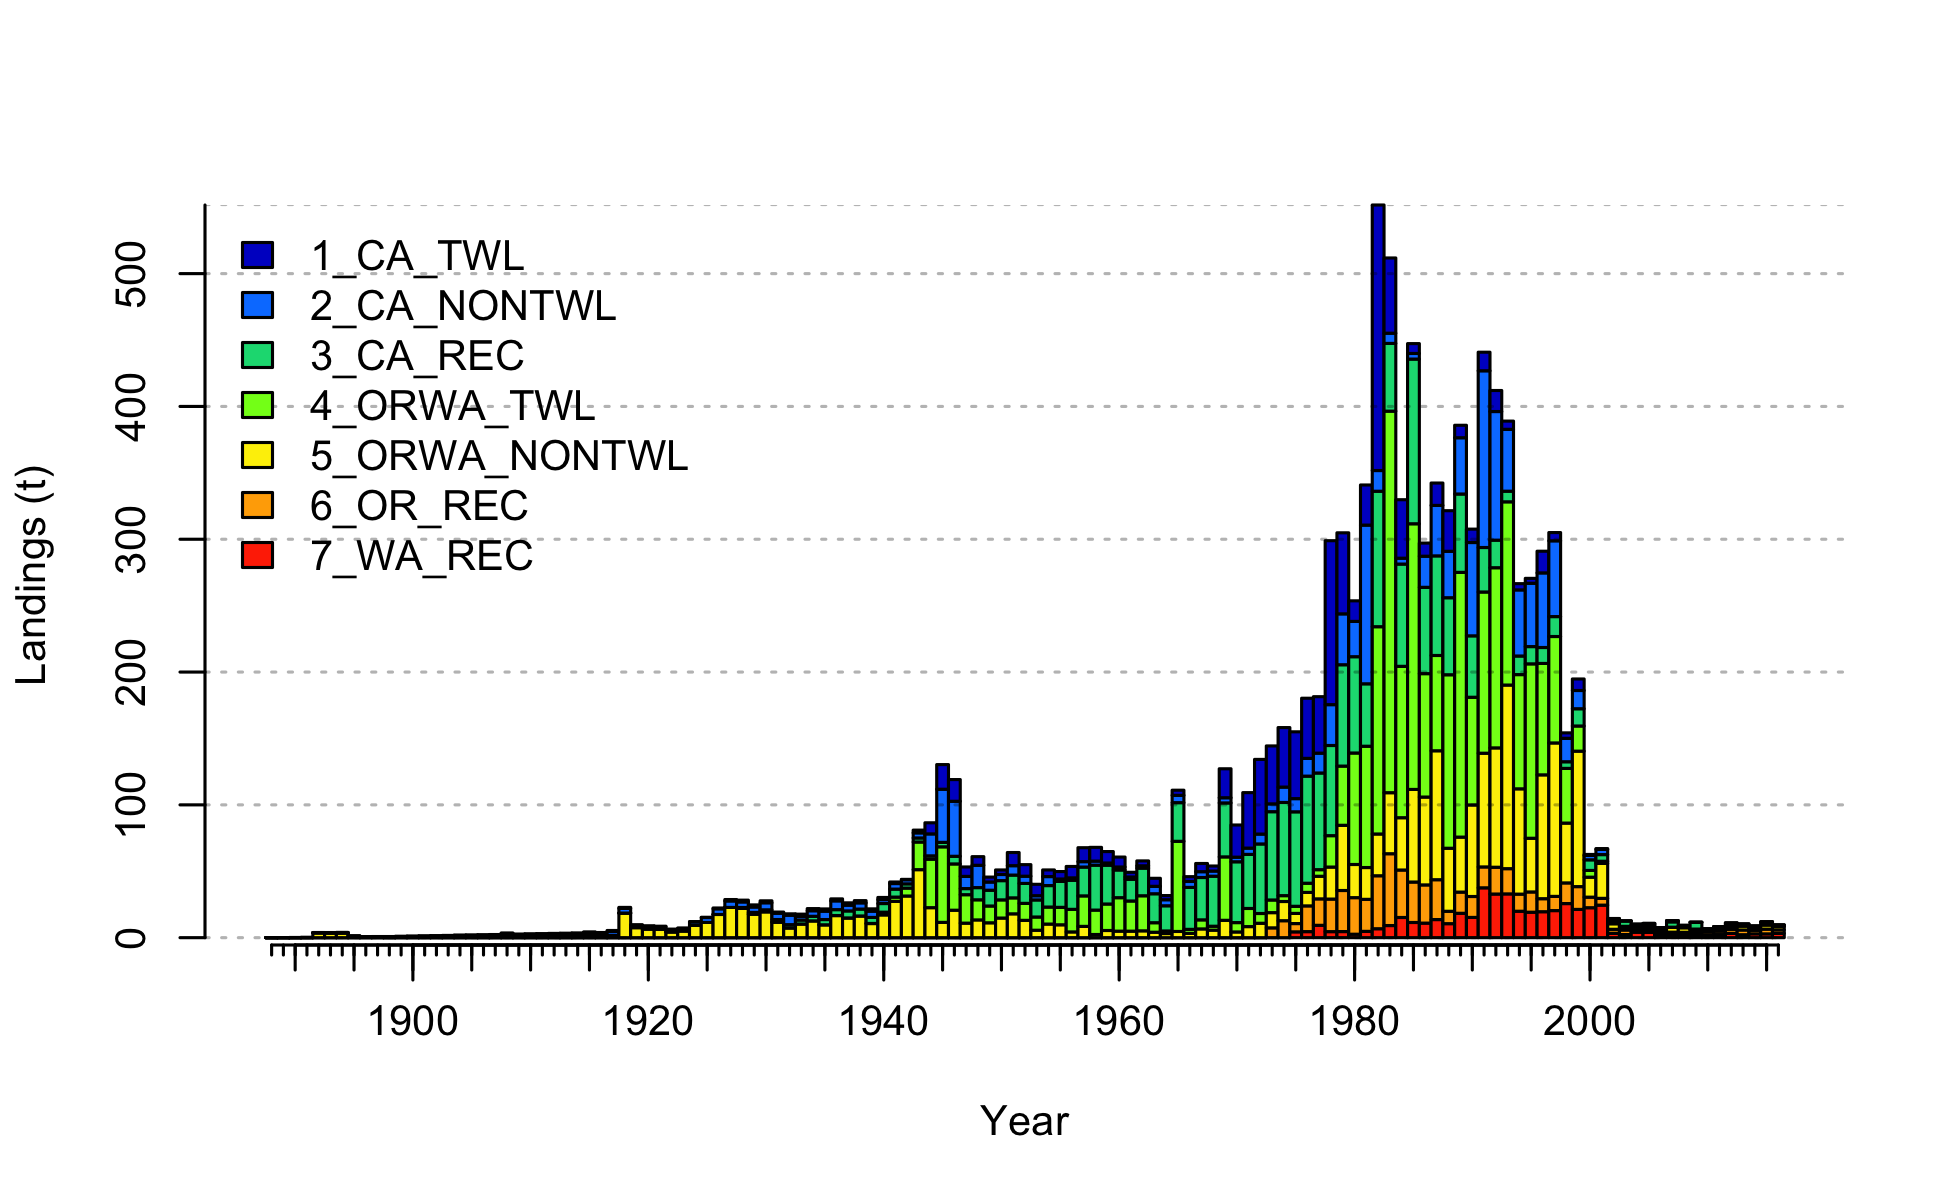 1_CA_TWL
2_CA_NONTWL
3_CA_REC
4_ORWA_TWL
5_ORWA_NONTWL
6_OR_REC
7_WA_REC
Landings (t)
500
400
300
200
100
0
1900 1920 1940 1960 1980 2000
Year